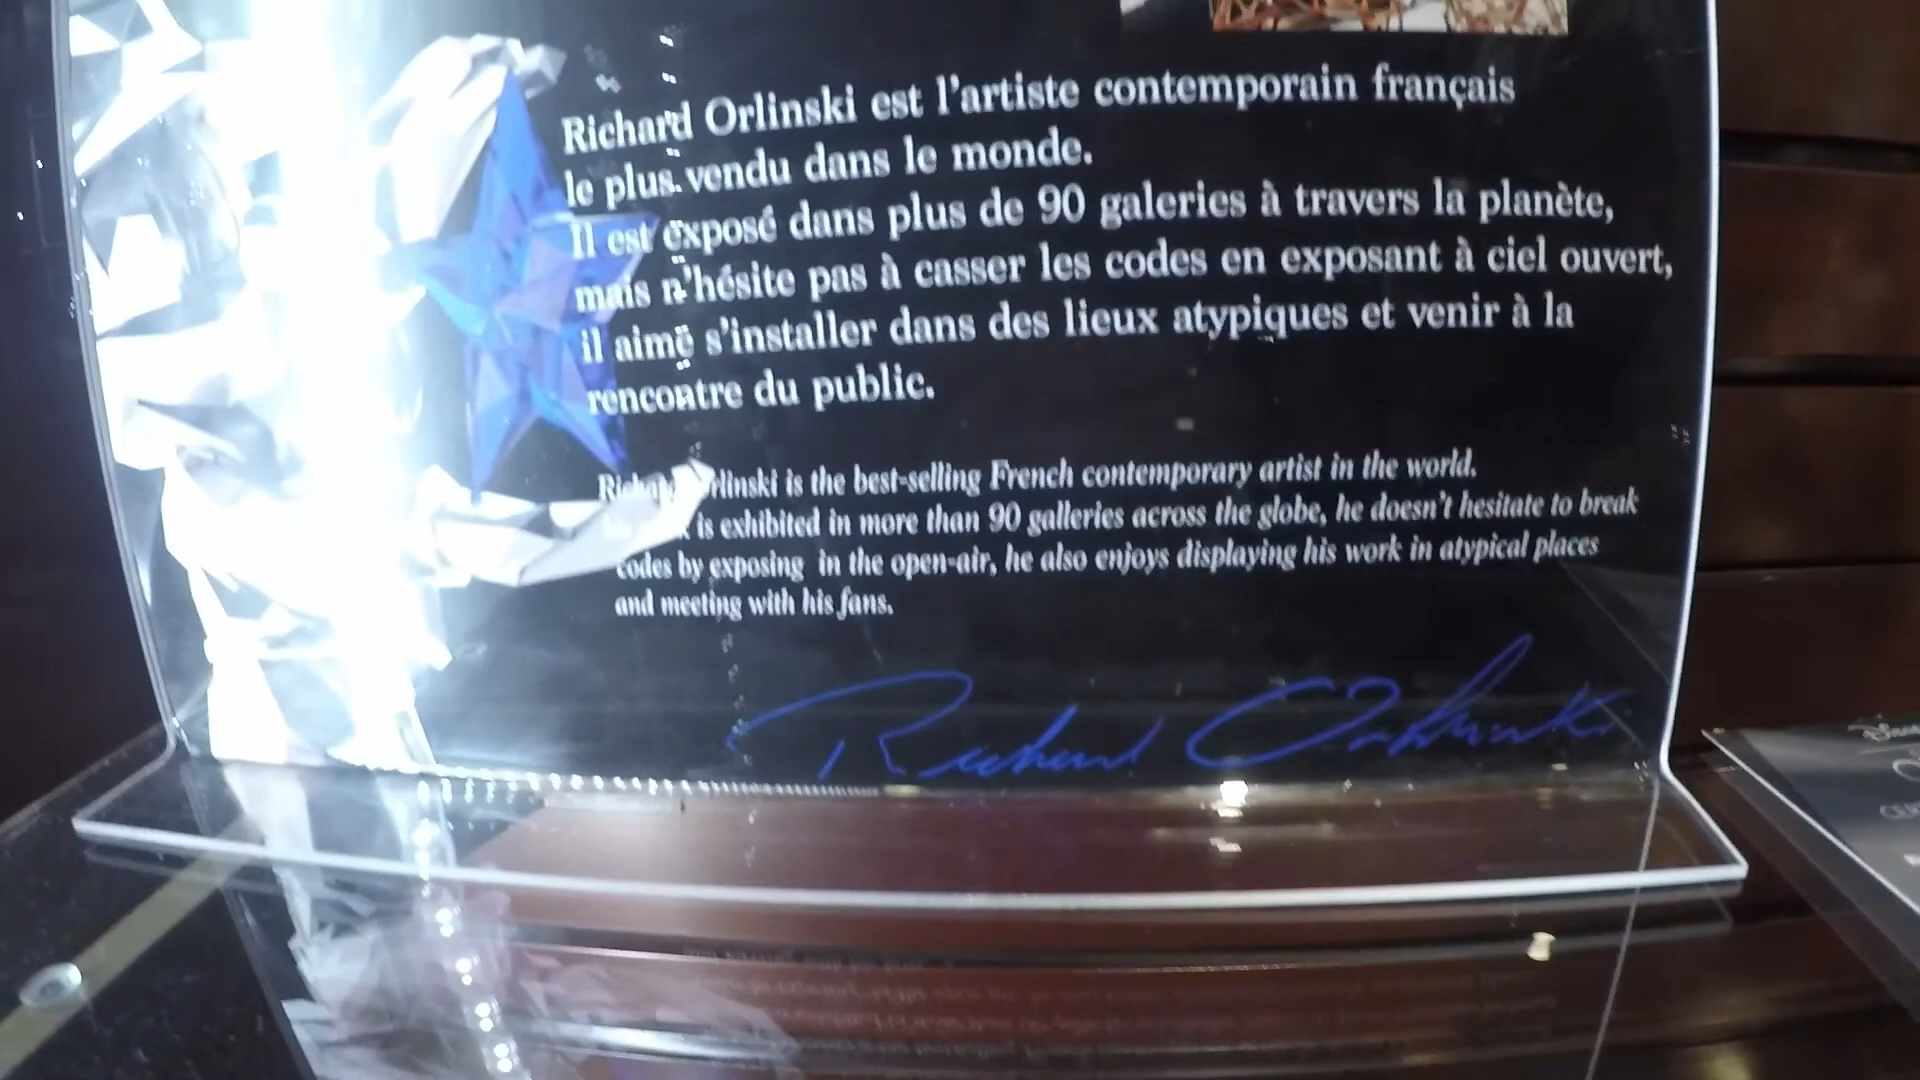 Richard Orlinski est l'artiste contemporain français
le plus vendu dans le monde.
Il est exposé dans plus de 90 galeries à travers la planète,
mais n'hésite pas à casser les codes en exposant à ciel ouvert,
il aime s'installer dans des lieux atypiques et venir à la
rencontre du public.
Richard Orlinski is the best-selling French contemporary artist in the world.
is exhibited in more than 90 galleries across the globe, he doesn't hesitate to break
codes by exposing in the open-air, he also enjoys displaying his work in atypical places
and meeting with his fans.
Richard Orlinski